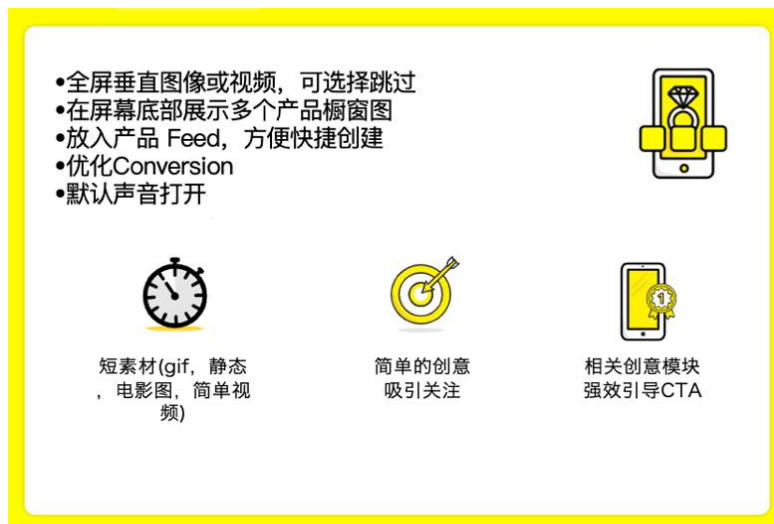 •全屏垂直图像或视频，可选择跳过
•在屏幕底部展示多个产品橱窗图
•放入产品 Feed，方便快捷创建
•优化Conversion
•默认声音打开
短素材(gif，静态
，电影图，简单视
频)
简单的创意
吸引关注
1
相关创意模块
强效引导CTA